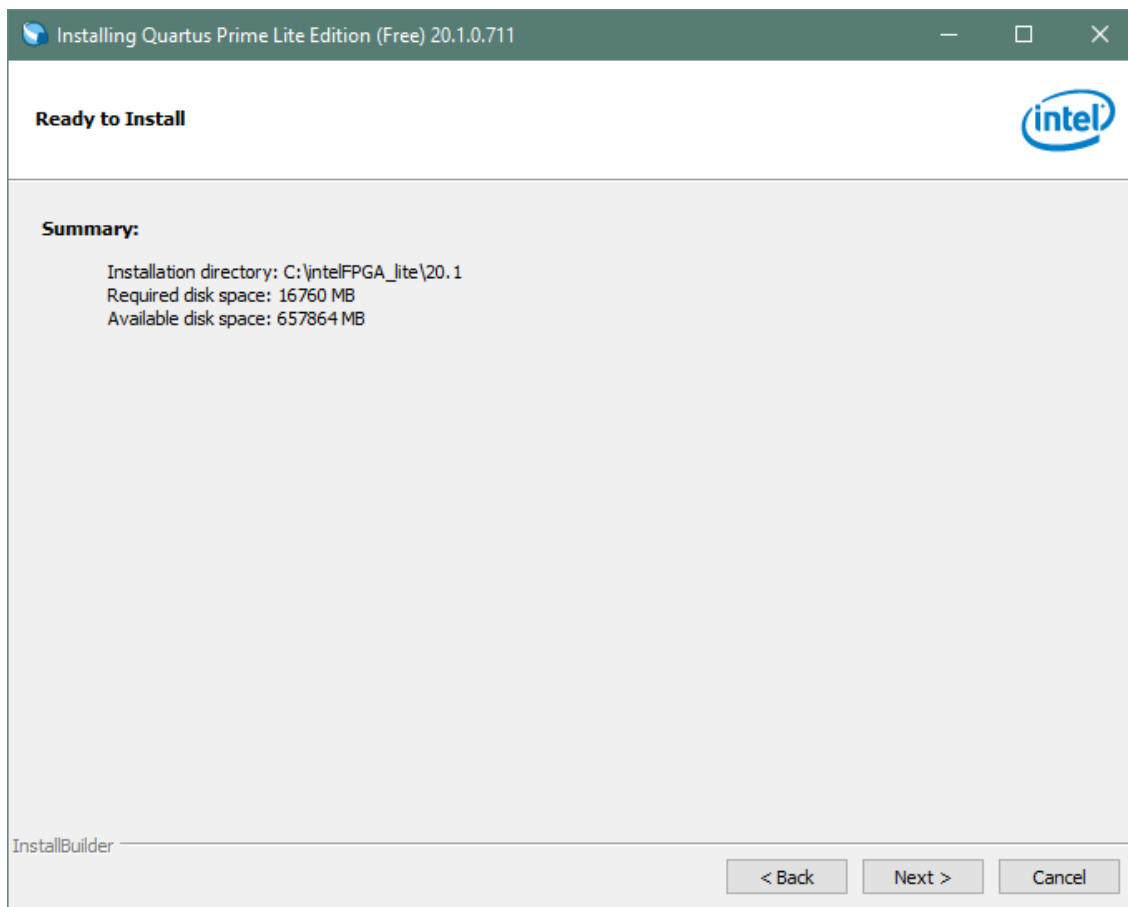 Installing Quartus Prime Lite Edition (Free) 20.1.0.711
Ready to Install
intel
Summary:
Installation directory: C:\intelFPGA_lite\20.1
Required disk space: 16760 MB
Available disk space: 657864 MB
InstallBuilder
< Back
Next >
Cancel